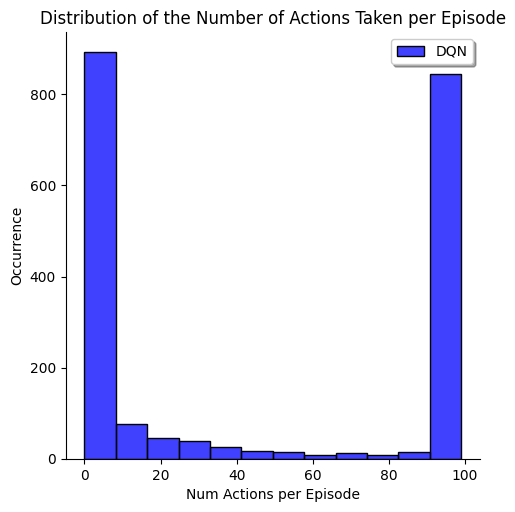 Distribution of the Number of Actions Taken per Episode
DQN
800
600
400
200
0
Occurrence
0 20 40 60 80 100
Num Actions per Episode